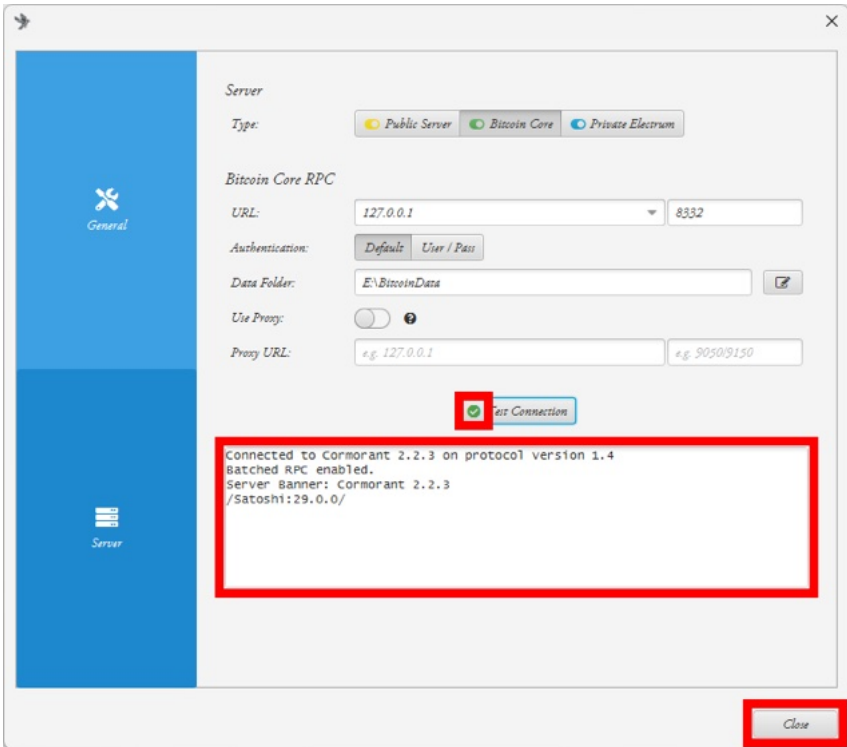 Server
Type:
Public Server
Bitcoin Core
Private Electrum
Bitcoin Core RPC
URL:
127.0.0.1
8332
Authentication:
Default
User / Pass
Data Folder:
E:\BitcoinData
Use Proxy:
Proxy URL:
e.g. 127.0.0.1
e.g. 9050/9150
Test Connection
Connected to Cormorant 2.2.3 on protocol version 1.4
Batched RPC enabled.
Server Banner: Cormorant 2.2.3
/Satoshi:29.0.0/
General
Server
Close